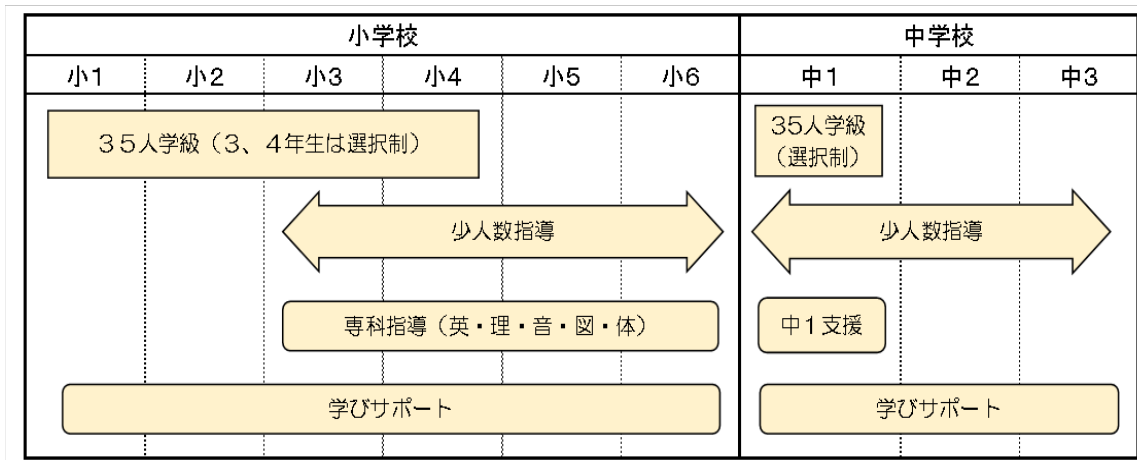 小学校
中学校
小1
小2
小3
小4
小5
小6
中1
中2
中3
３５人学級（３、４年生は選択制）
35人学級
（選択制）
少人数指導
少人数指導
専科指導（英・理・音・図・体）
中１支援
学びサポート
学びサポート